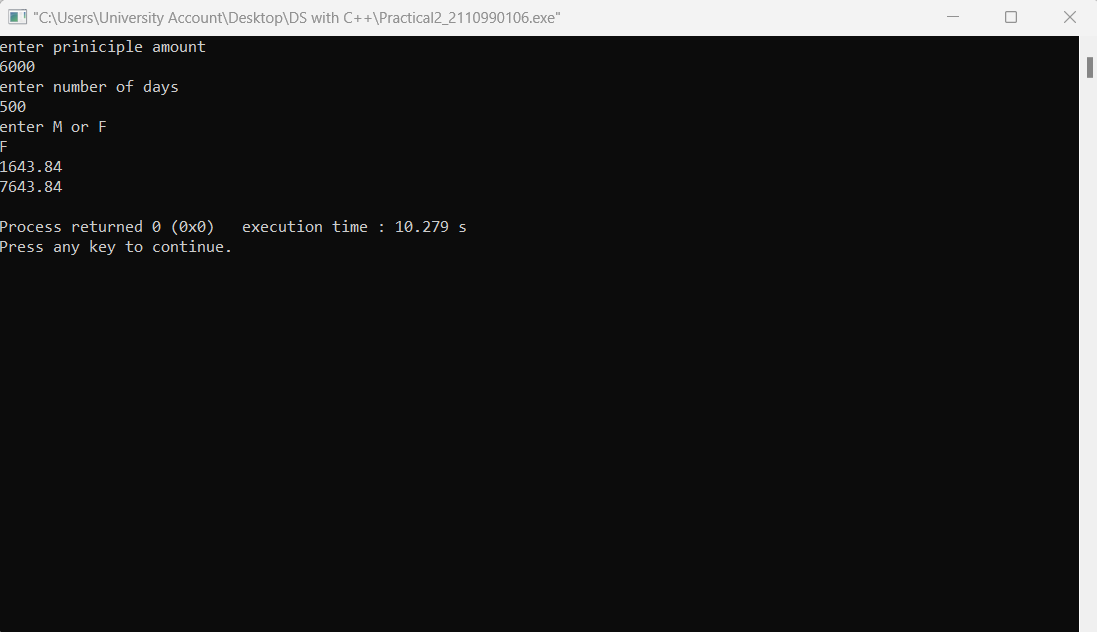 "C:\Users\University Account\Desktop\DS with C++\Practical2_2110990106.exe"
enter priniciple amount
6000
enter number of days
500
enter M or F
F
1643.84
7643.84
Process returned 0 (0x0)   execution time : 10.279 s
Press any key to continue.